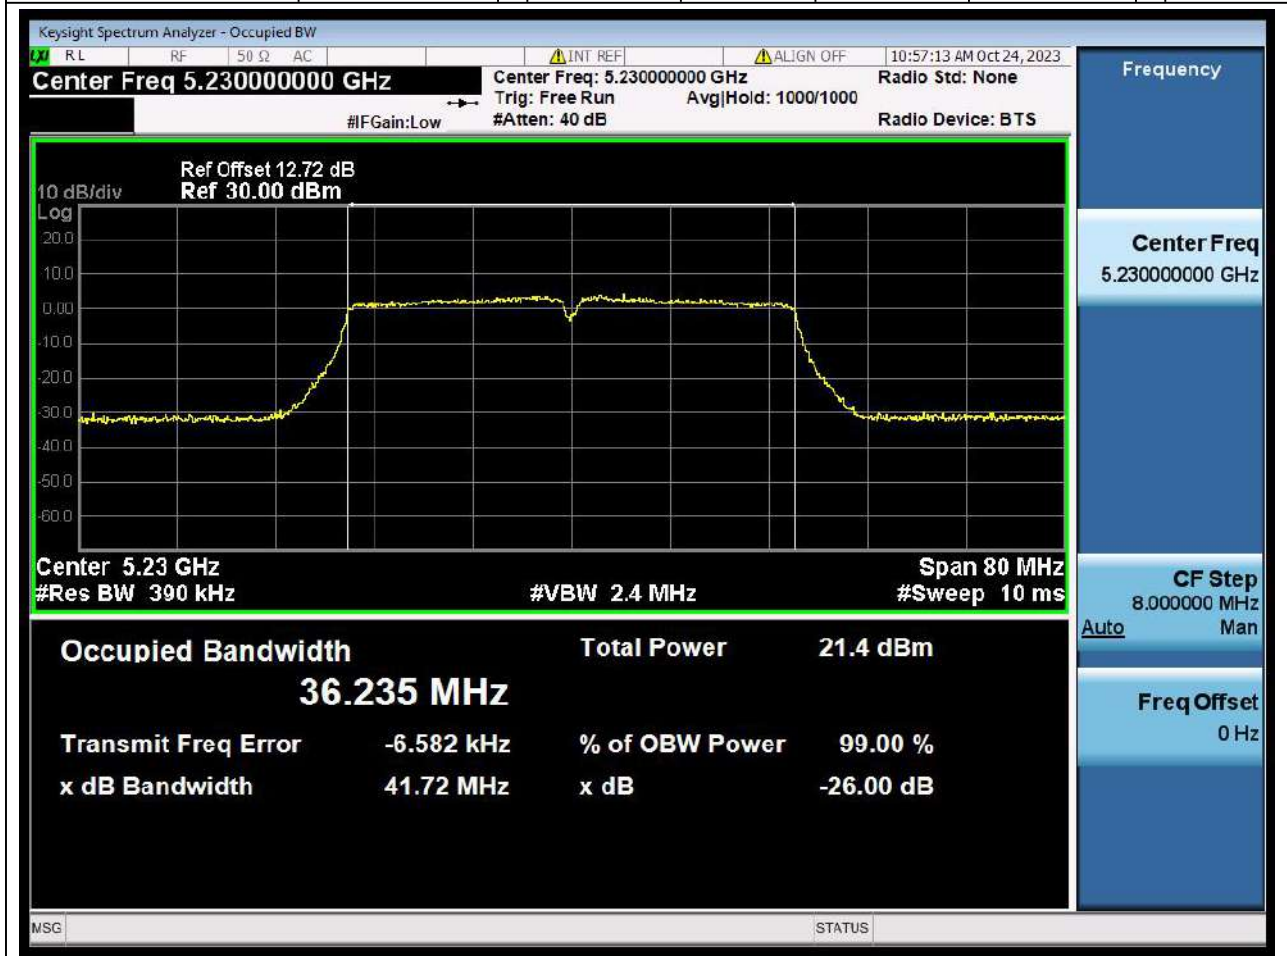 Keysight Spectrum Analyzer - Occupied BW
LXI RL RF 50 Ω AC INT REF ALIGN OFF 10:57:13 AM Oct 24, 2023
Center Freq 5.230000000 GHz
Center Freq: 5.230000000 GHz
Radio Std: None
Trig: Free Run Avg|Hold: 1000/1000
#IFGain:Low #Atten: 40 dB Radio Device: BTS
Ref Offset 12.72 dB
10 dB/div Ref 30.00 dBm
Log
20.0
10.0
0.00
-10.0
-20.0
-30.0
-40.0
-50.0
-60.0
Center 5.23 GHz Span 80 MHz
#Res BW 390 kHz #VBW 2.4 MHz #Sweep 10 ms
Occupied Bandwidth Total Power 21.4 dBm
36.235 MHz
Transmit Freq Error -6.582 kHz % of OBW Power 99.00 %
x dB Bandwidth 41.72 MHz x dB -26.00 dB
MSG STATUS
Frequency
Center Freq
5.230000000 GHz
CF Step
8.000000 MHz
Auto Man
Freq Offset
0 Hz